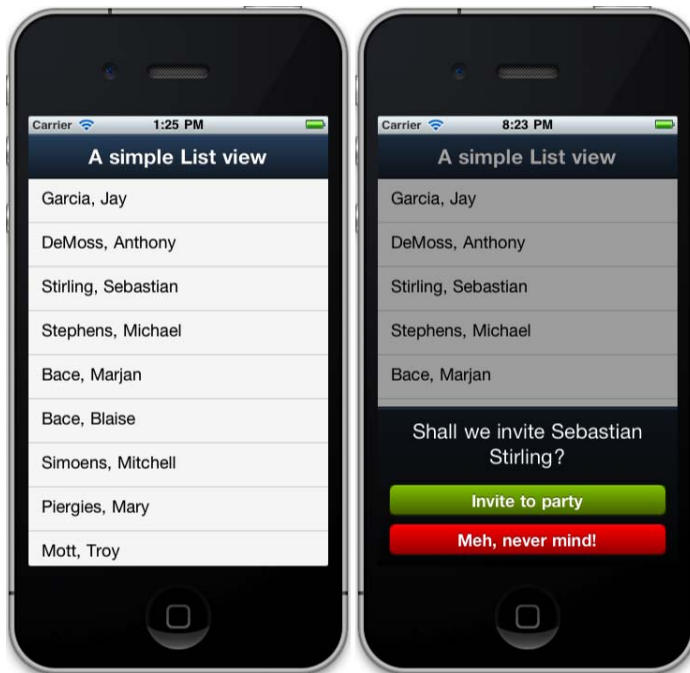 Carrier 1:25 PM
A simple List view
Garcia, Jay
DeMoss, Anthony
Stirling, Sebastian
Stephens, Michael
Bace, Marjan
Bace, Blaise
Simoens, Mitchell
Piergies, Mary
Mott, Troy
Carrier 8:23 PM
A simple List view
Garcia, Jay
DeMoss, Anthony
Stirling, Sebastian
Stephens, Michael
Bace, Marjan
Shall we invite Sebastian
Stirling?
Invite to party
Meh, never mind!